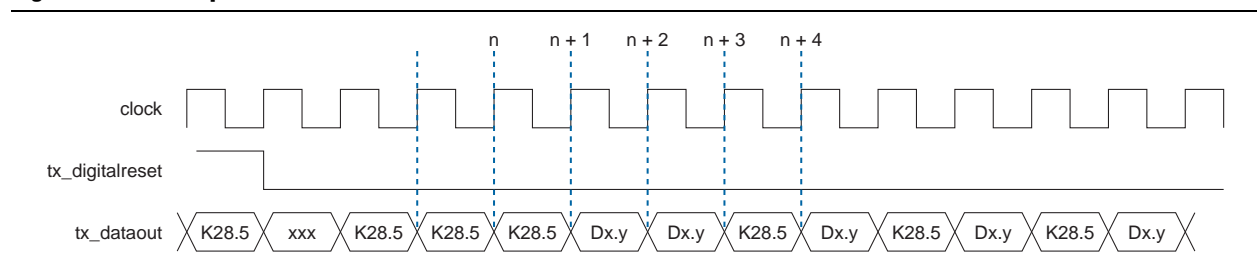 n n + 1 n + 2 n + 3 n + 4
clock
tx_digitalreset
tx_dataout K28.5 xxx K28.5 K28.5 K28.5 Dx.y Dx.y K28.5 Dx.y K28.5 Dx.y K28.5 Dx.y